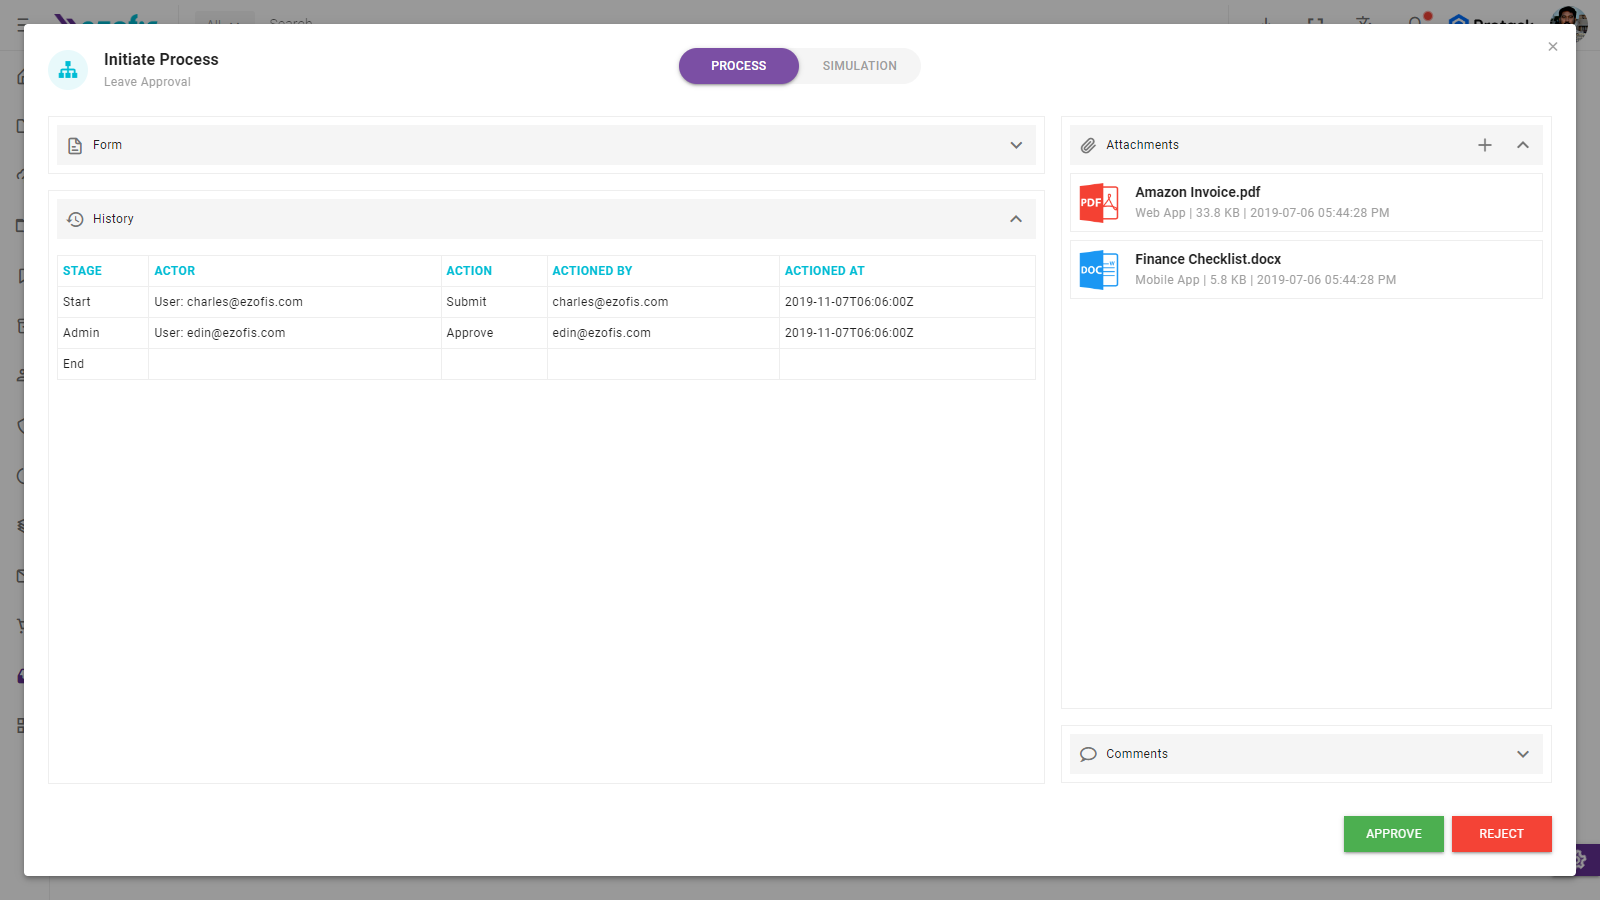 Initiate Process
Leave Approval
PROCESS
SIMULATION
Form
History
STAGE ACTOR ACTION ACTIONED BY ACTIONED AT
Start User: charles@ezofis.com Submit charles@ezofis.com 2019-11-07T06:06:00Z
Admin User: edin@ezofis.com Approve edin@ezofis.com 2019-11-07T06:06:00Z
End
Attachments
PDF
Amazon Invoice.pdf
Web App | 33.8 KB | 2019-07-06 05:44:28 PM
DOC
Finance Checklist.docx
Mobile App | 5.8 KB | 2019-07-06 05:44:28 PM
Comments
APPROVE
REJECT